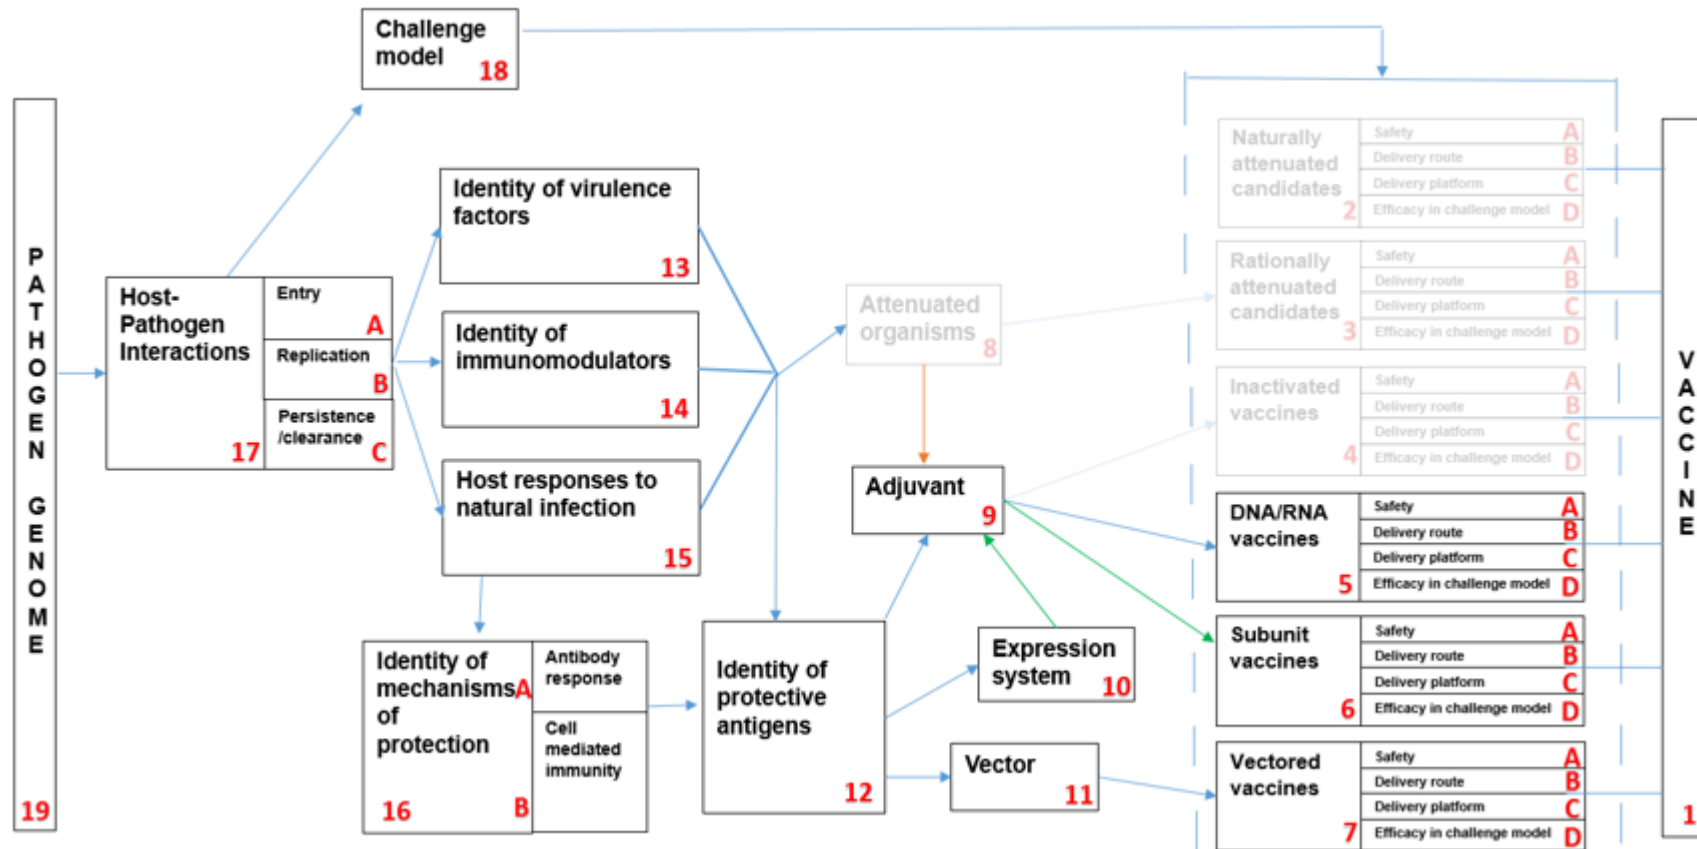 Challenge
model
18
PATHOGEN GENOME
19
Host-
Pathogen
Interactions
17
Entry
A
Replication
B
Persistence
/clearance
C
Identity of virulence
factors
13
Identity of
immunomodulators
14
Host responses to
natural infection
15
Identity of
mechanisms
of
protection
16
Antibody
response
A
Cell
mediated
immunity
B
Identity of
protective
antigens
12
Attenuated
organisms
8
Adjuvant
9
Expression
system
10
Vector
11
Naturally
attenuated
candidates
2
Safety A
Delivery route B
Delivery platform C
Efficacy in challenge model D
Rationally
attenuated
candidates
3
Safety A
Delivery route B
Delivery platform C
Efficacy in challenge model D
Inactivated
vaccines
4
Safety A
Delivery route B
Delivery platform C
Efficacy in challenge model D
DNA/RNA
vaccines
5
Safety A
Delivery route B
Delivery platform C
Efficacy in challenge model D
Subunit
vaccines
6
Safety A
Delivery route B
Delivery platform C
Efficacy in challenge model D
Vectored
vaccines
7
Safety A
Delivery route B
Delivery platform C
Efficacy in challenge model D
VACCINE
1